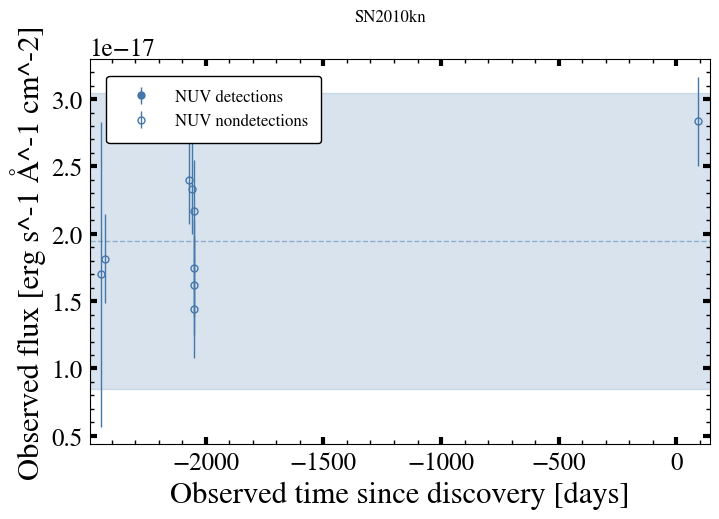 SN2010kn
1e−17
NUV detections
NUV nondetections
3.0
2.5
2.0
1.5
1.0
0.5
Observed flux [erg s^-1 Å^-1 cm^-2]
−2000 −1500 −1000 −500 0
Observed time since discovery [days]